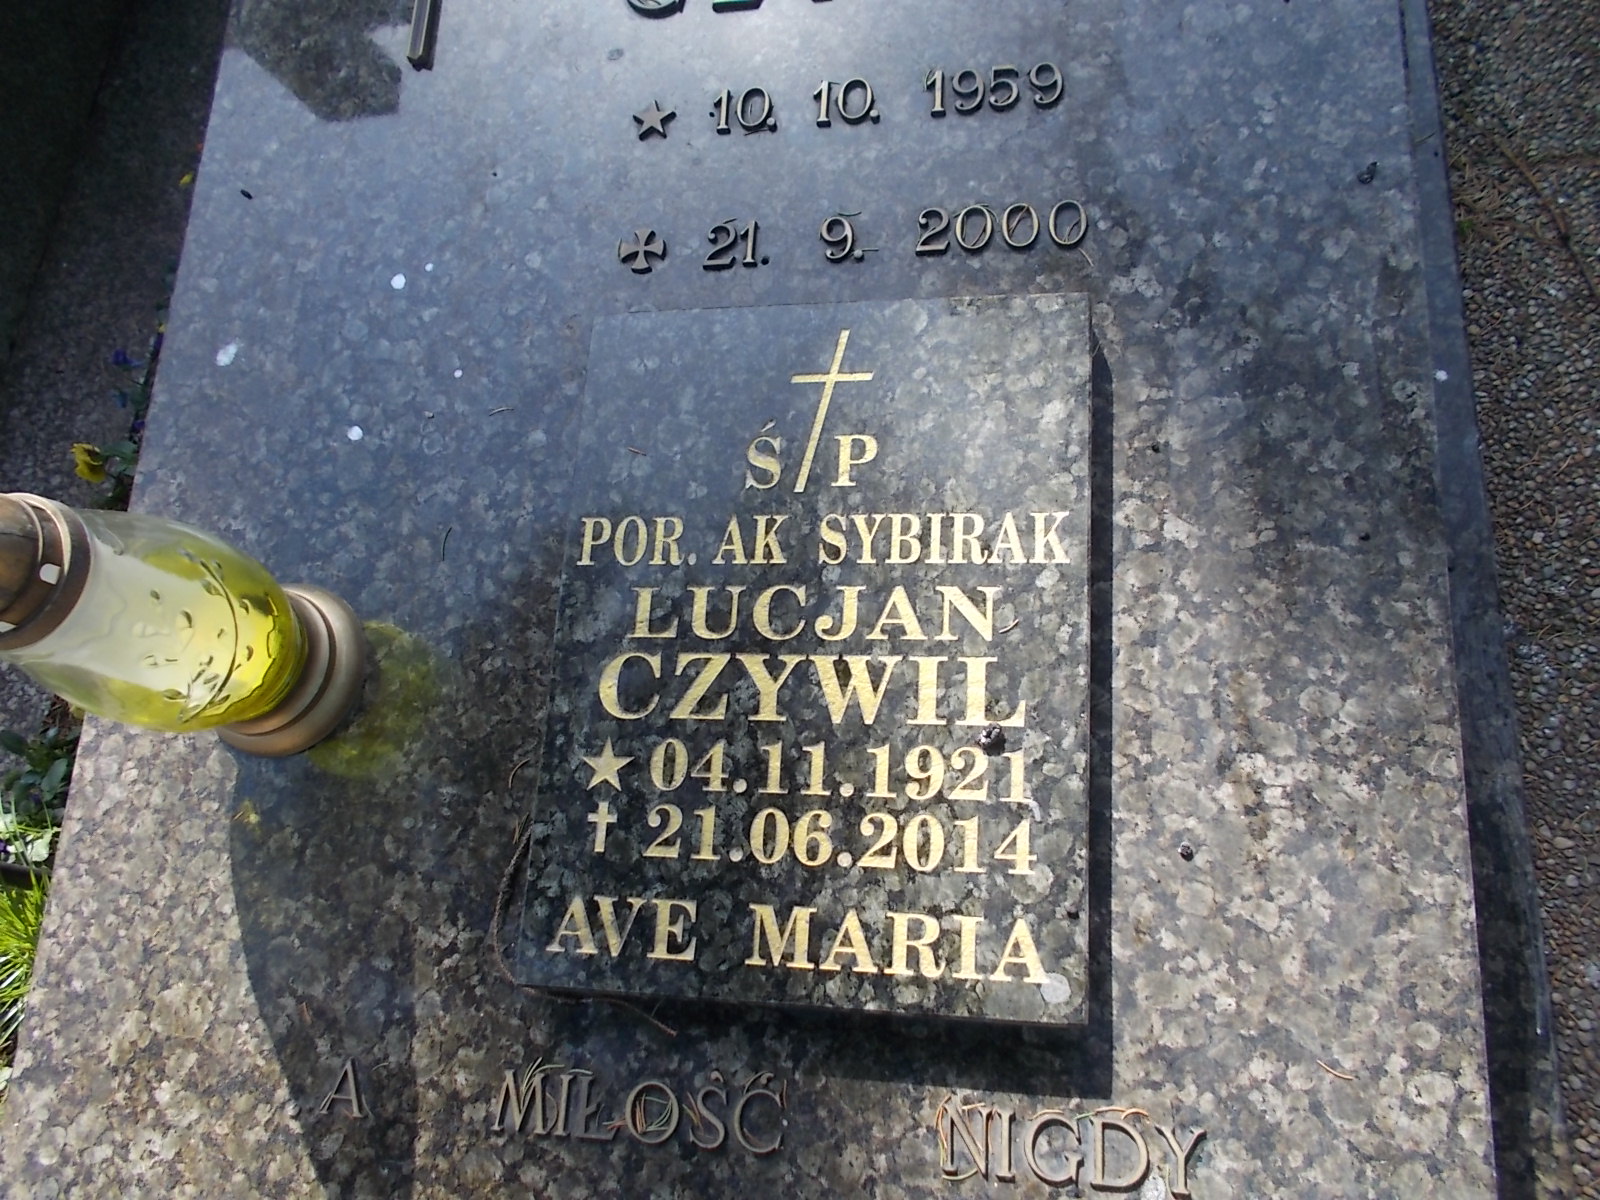 10. 10. 1959
21. 9. 2000
Ś P
POR. AK SYBIRAK
LUCJAN
CZYWIL
04.11.1921
21.06.2014
AVE MARIA
A MIŁOŚĆ NIGDY